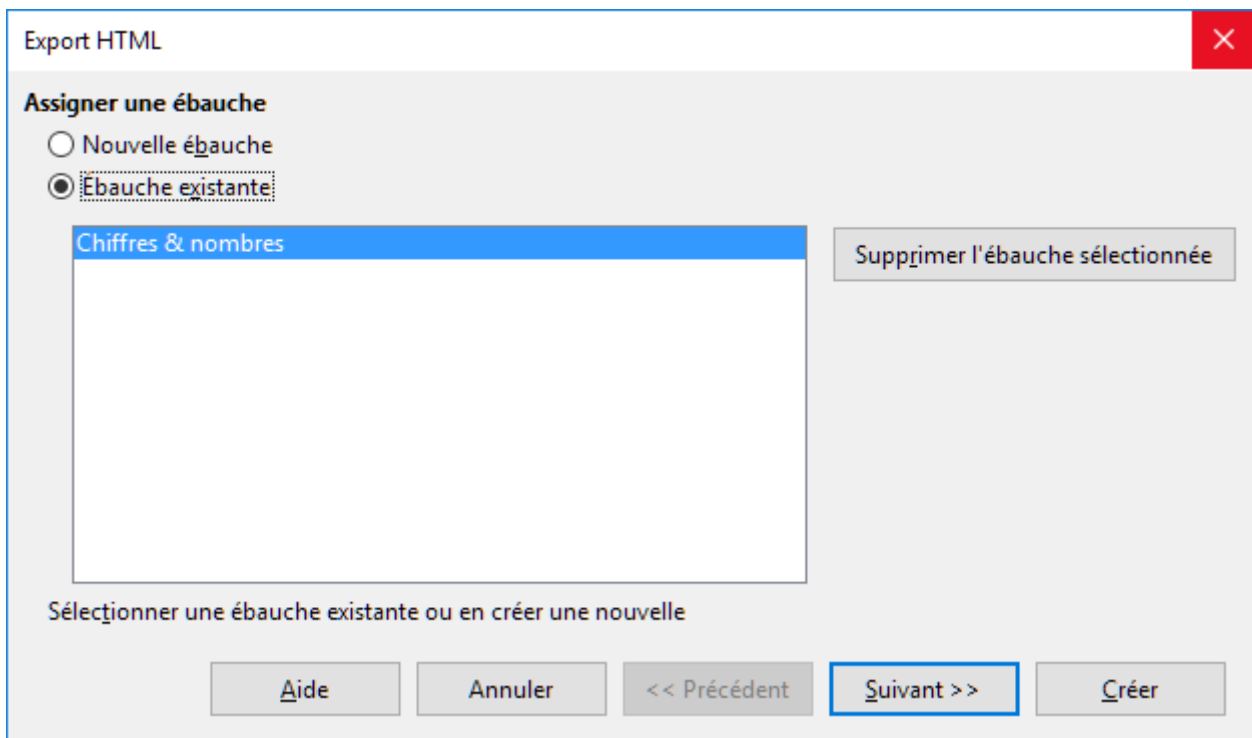 Export HTML
Assigner une ébauche
Nouvelle ébauche
Ébauche existante
Chiffres & nombres
Supprimer l'ébauche sélectionnée
Sélectionner une ébauche existante ou en créer une nouvelle
Aide
Annuler
<< Précédent
Suivant >>
Créer